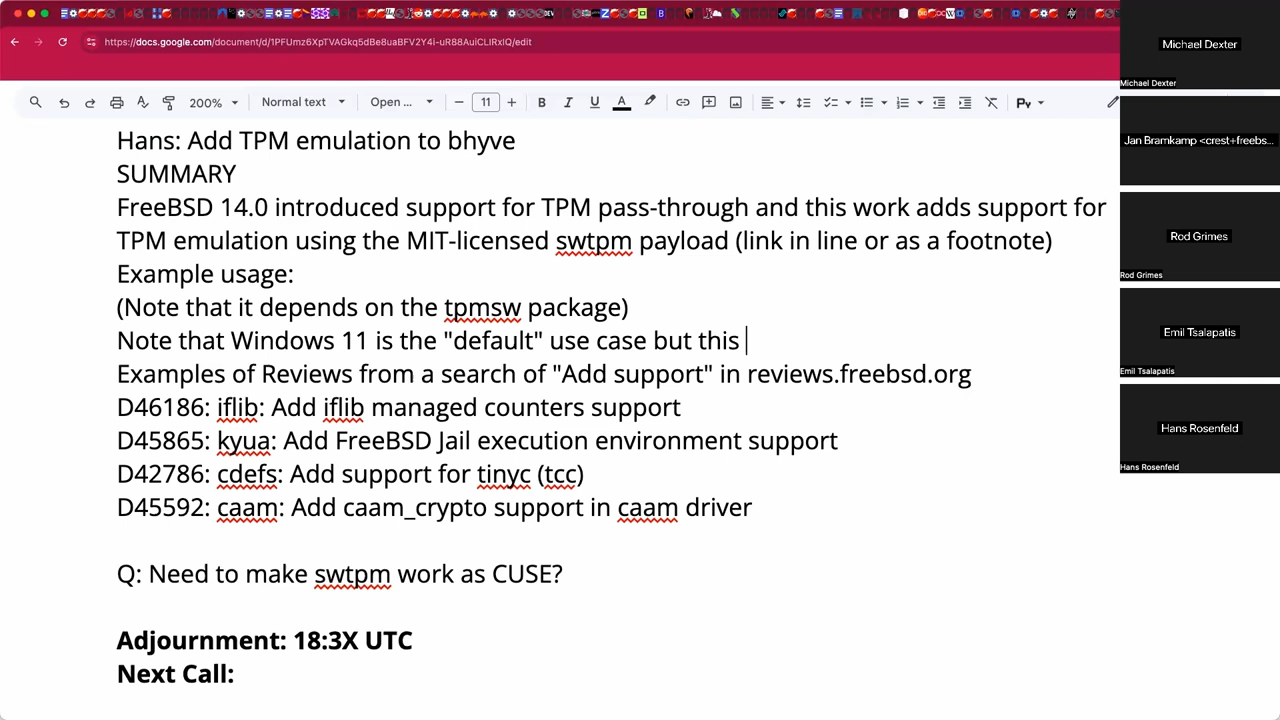 https://docs.google.com/document/d/1PFUmz6XpTVAGkq5dBe8uaBFV2Y4i-uR88AuiCLIRxIQ/edit
200%
Normal text
Open ...
11
Hans: Add TPM emulation to bhyve
SUMMARY
FreeBSD 14.0 introduced support for TPM pass-through and this work adds support for
TPM emulation using the MIT-licensed swtpm payload (link in line or as a footnote)
Example usage:
(Note that it depends on the tpmsw package)
Note that Windows 11 is the "default" use case but this
Examples of Reviews from a search of "Add support" in reviews.freebsd.org
D46186: iflib: Add iflib managed counters support
D45865: kyua: Add FreeBSD Jail execution environment support
D42786: cdefs: Add support for tinyc (tcc)
D45592: caam: Add caam_crypto support in caam driver
Q: Need to make swtpm work as CUSE?
Adjournment: 18:3X UTC
Next Call:
Michael Dexter
Michael Dexter
Jan Bramkamp <crest+freebs...
Rod Grimes
Rod Grimes
Emil Tsalapatis
Emil Tsalapatis
Hans Rosenfeld
Hans Rosenfeld